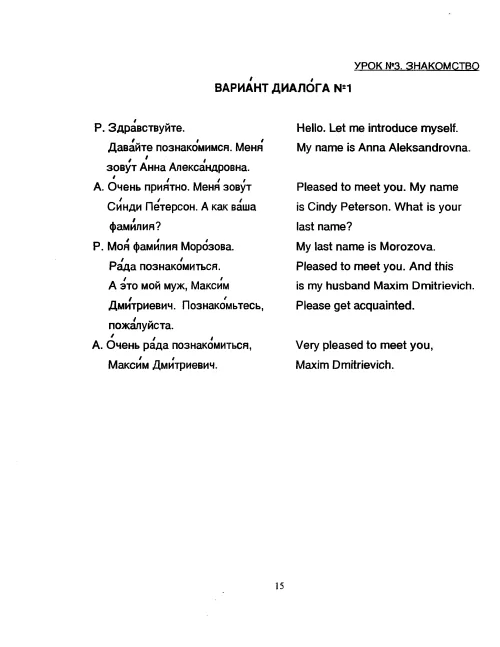 УРОК №3. ЗНАКОМСТВО
ВАРИА́НТ ДИАЛО́ГА №1
Р. Здра́вствуйте.
Дава́йте познако́мимся. Меня́
зову́т А́нна Алекса́ндровна.
А. О́чень прия́тно. Меня́ зову́т
Си́нди Пе́терсон. А как ва́ша
фами́лия?
Р. Моя́ фами́лия Моро́зова.
Ра́да познако́миться.
А э́то мой муж, Макси́м
Дми́триевич. Познако́мьтесь,
пожа́луйста.
А. О́чень ра́да познако́миться,
Макси́м Дми́триевич.
Hello. Let me introduce myself.
My name is Anna Aleksandrovna.
Pleased to meet you. My name
is Cindy Peterson. What is your
last name?
My last name is Morozova.
Pleased to meet you. And this
is my husband Maxim Dmitrievich.
Please get acquainted.
Very pleased to meet you,
Maxim Dmitrievich.
15